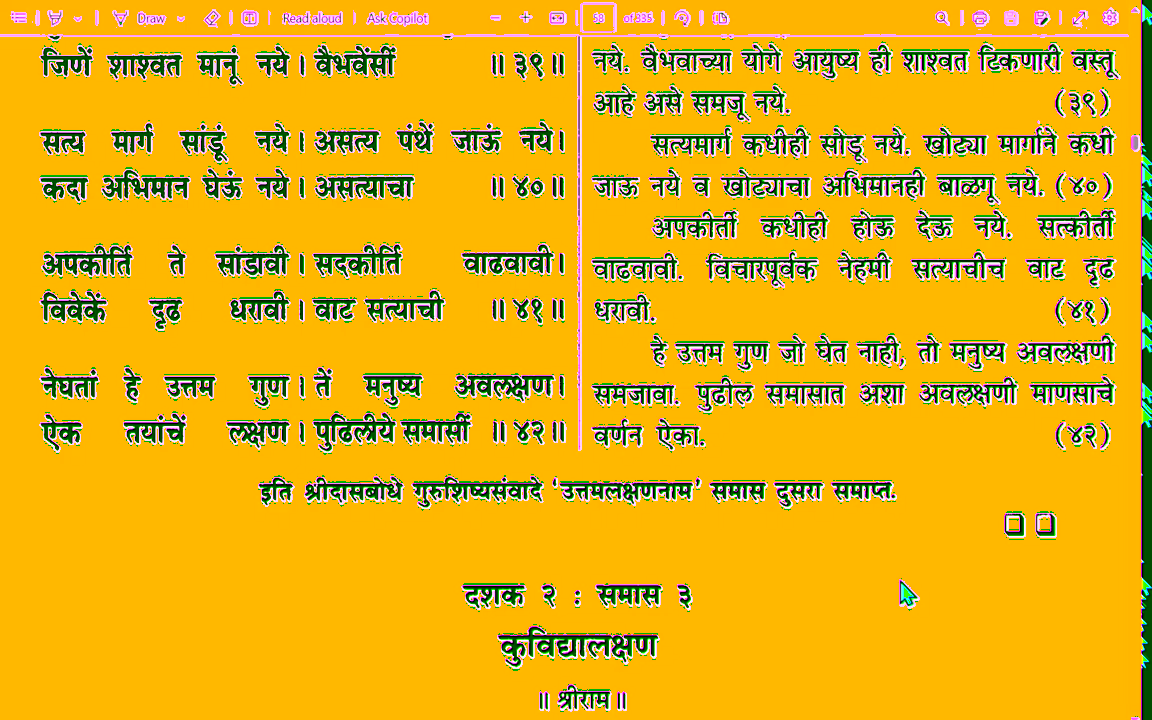 Draw
Read aloud
Ask Copilot
58
of 335
जिणें शाश्वत मानूं नये। वैभवेंसीं ॥३९॥
सत्य मार्ग सांडूं नये। असत्य पंथें जाऊं नये।
कदा अभिमान घेऊं नये। असत्याचा ॥४०॥
अपकीर्ति ते सांडावी। सदकीर्ति वाढवावी।
विवेकें दृढ धरावी। वाट सत्याची ॥४१॥
नेघतां हे उत्तम गुण। तें मनुष्य अवलक्षण।
ऐक तयांचें लक्षण। पुढिलीये समासीं ॥४२॥
नये. वैभवाच्या योगे आयुष्य ही शाश्वत टिकणारी वस्तू
आहे असे समजू नये. (३९)
सत्यमार्ग कधीही सोडू नये. खोट्या मार्गाने कधी
जाऊ नये व खोट्याचा अभिमानही बाळगू नये. (४०)
अपकीर्ती कधीही होऊ देऊ नये. सत्कीर्ती
वाढवावी. विचारपूर्वक नेहमी सत्याचीच वाट दृढ
धरावी. (४१)
हे उत्तम गुण जो घेत नाही, तो मनुष्य अवलक्षणी
समजावा. पुढील समासात अशा अवलक्षणी माणसाचे
वर्णन ऐका. (४२)
इति श्रीदासबोधे गुरुशिष्यसंवादे ‘उत्तमलक्षणनाम’ समास दुसरा समाप्त.
दशक २ : समास ३
कुविद्यालक्षण
॥ श्रीराम ॥